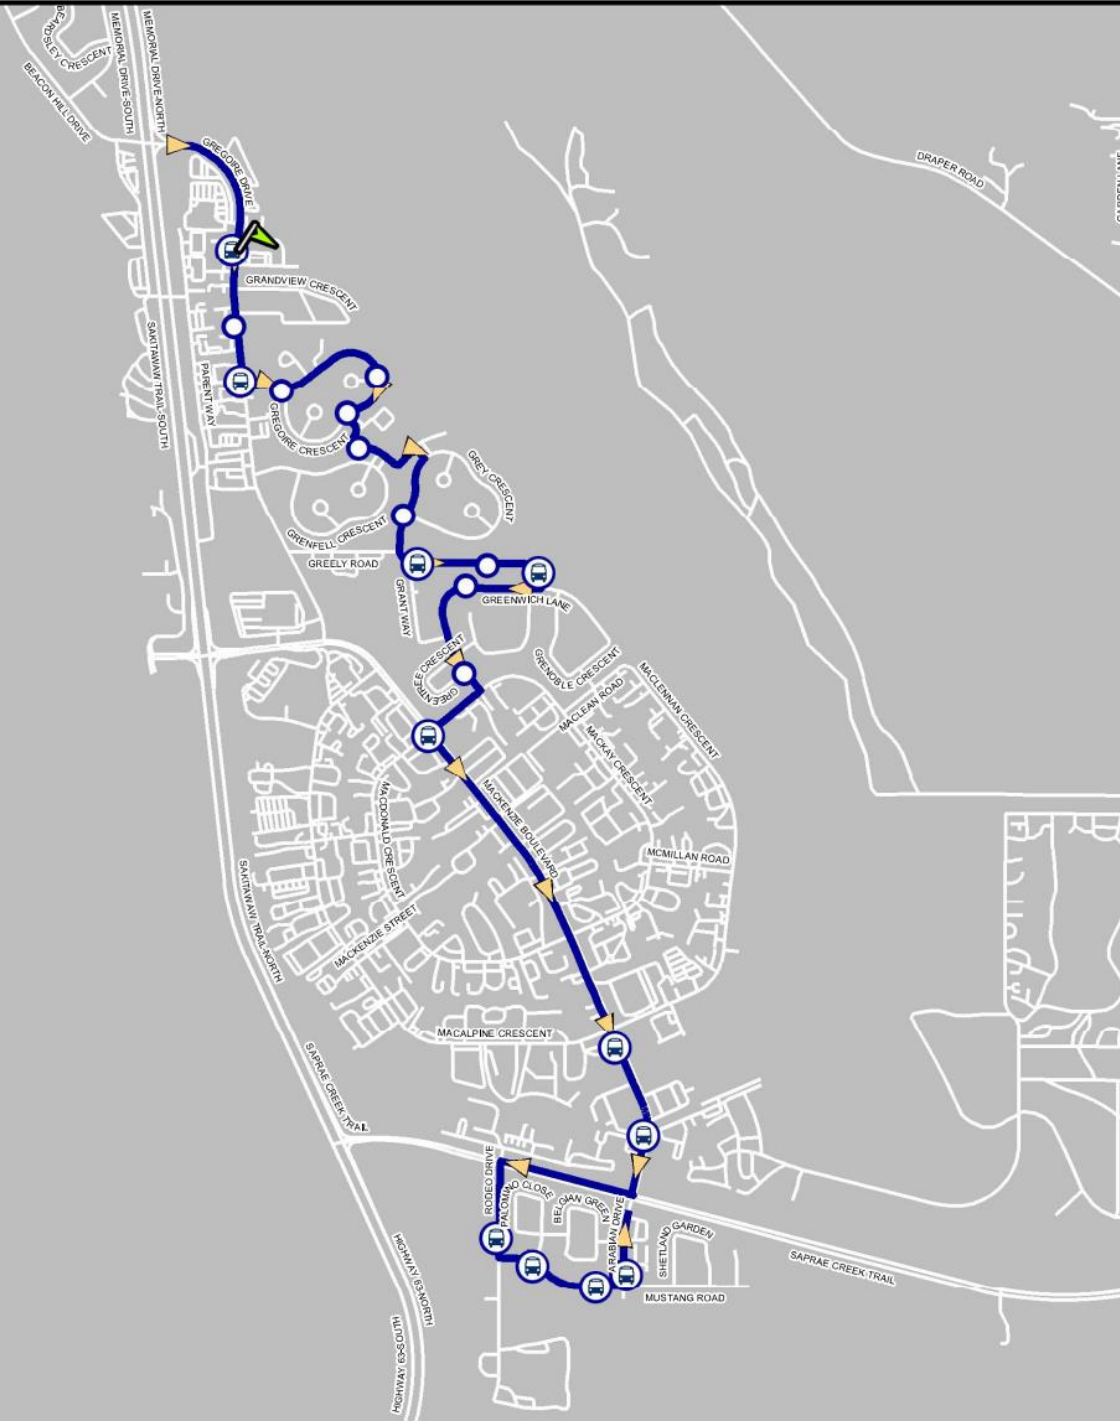 BEARDSLEY CRESCENT
MEMORIAL DRIVE-SOUTH
MEMORIAL DRIVE-NORTH
BEACON HILL DRIVE
GREGOIRE DRIVE
DRAPER ROAD
GRANDVIEW CRESCENT
SAKITAWAW TRAIL-SOUTH
PARENT WAY
GREGOIRE CRESCENT
GREY CRESCENT
GRENFELL CRESCENT
GREELY ROAD
GRANT WAY
GREENWICH LANE
GREENTREE CRESCENT
GREE
GRENOBLE CRESCENT
MACLENNAN CRESCENT
MACLEAN ROAD
MACKAY CRESCENT
MACKENZIE BOULEVARD
MACDONALD CRESCENT
MCMILLAN ROAD
SAKITAWAW TRAIL-NORTH
MACKENZIE STREET
MACALPINE CRESCENT
SAPRAE CREEK TRAIL
RODEO DRIVE
PALOMINO CLOSE
BELGIAN GREEN
ARABIAN DRIVE
SHETLAND GARDEN
SAPRAE CREEK TRAIL
MUSTANG ROAD
HIGHWAY 63-NORTH
HIGHWAY 63-SOUTH